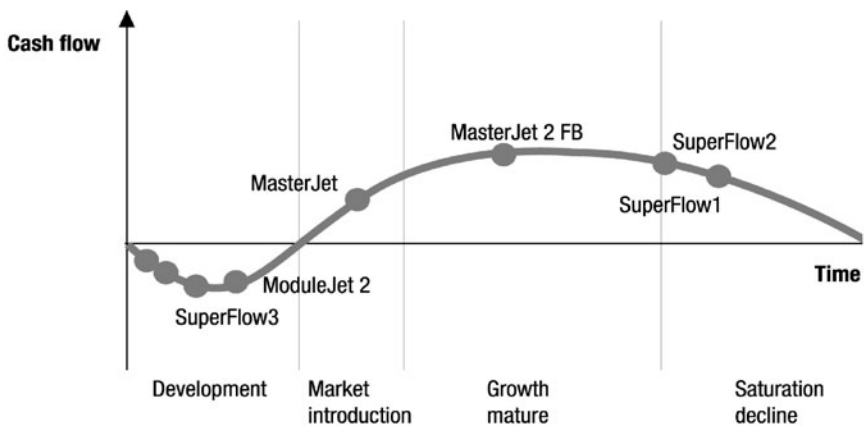 Cash flow
MasterJet 2 FB
SuperFlow2
MasterJet
SuperFlow1
ModuleJet 2
Time
SuperFlow3
Development
Market
introduction
Growth
mature
Saturation
decline